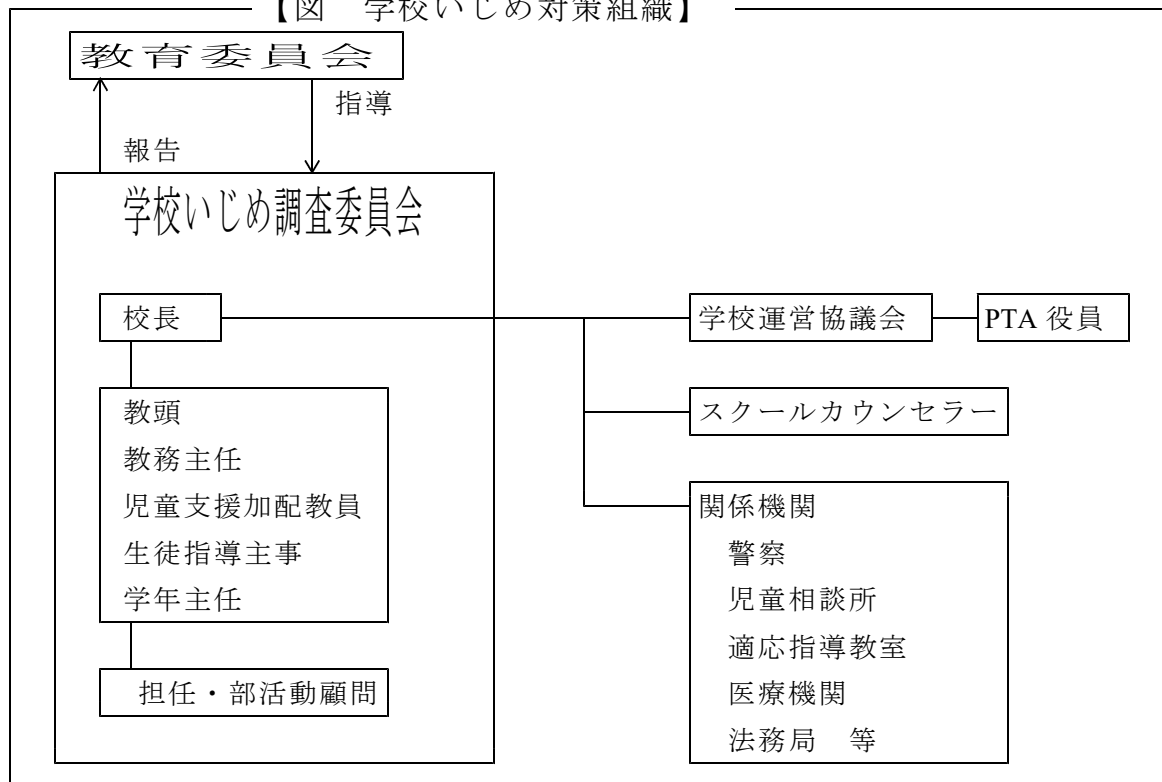 【図　学校いじめ対策組織】
教育委員会
指導
報告
学校いじめ調査委員会
校長
学校運営協議会
PTA 役員
教頭
教務主任
児童支援加配教員
生徒指導主事
学年主任
スクールカウンセラー
担任・部活動顧問
関係機関
警察
児童相談所
適応指導教室
医療機関
法務局　等